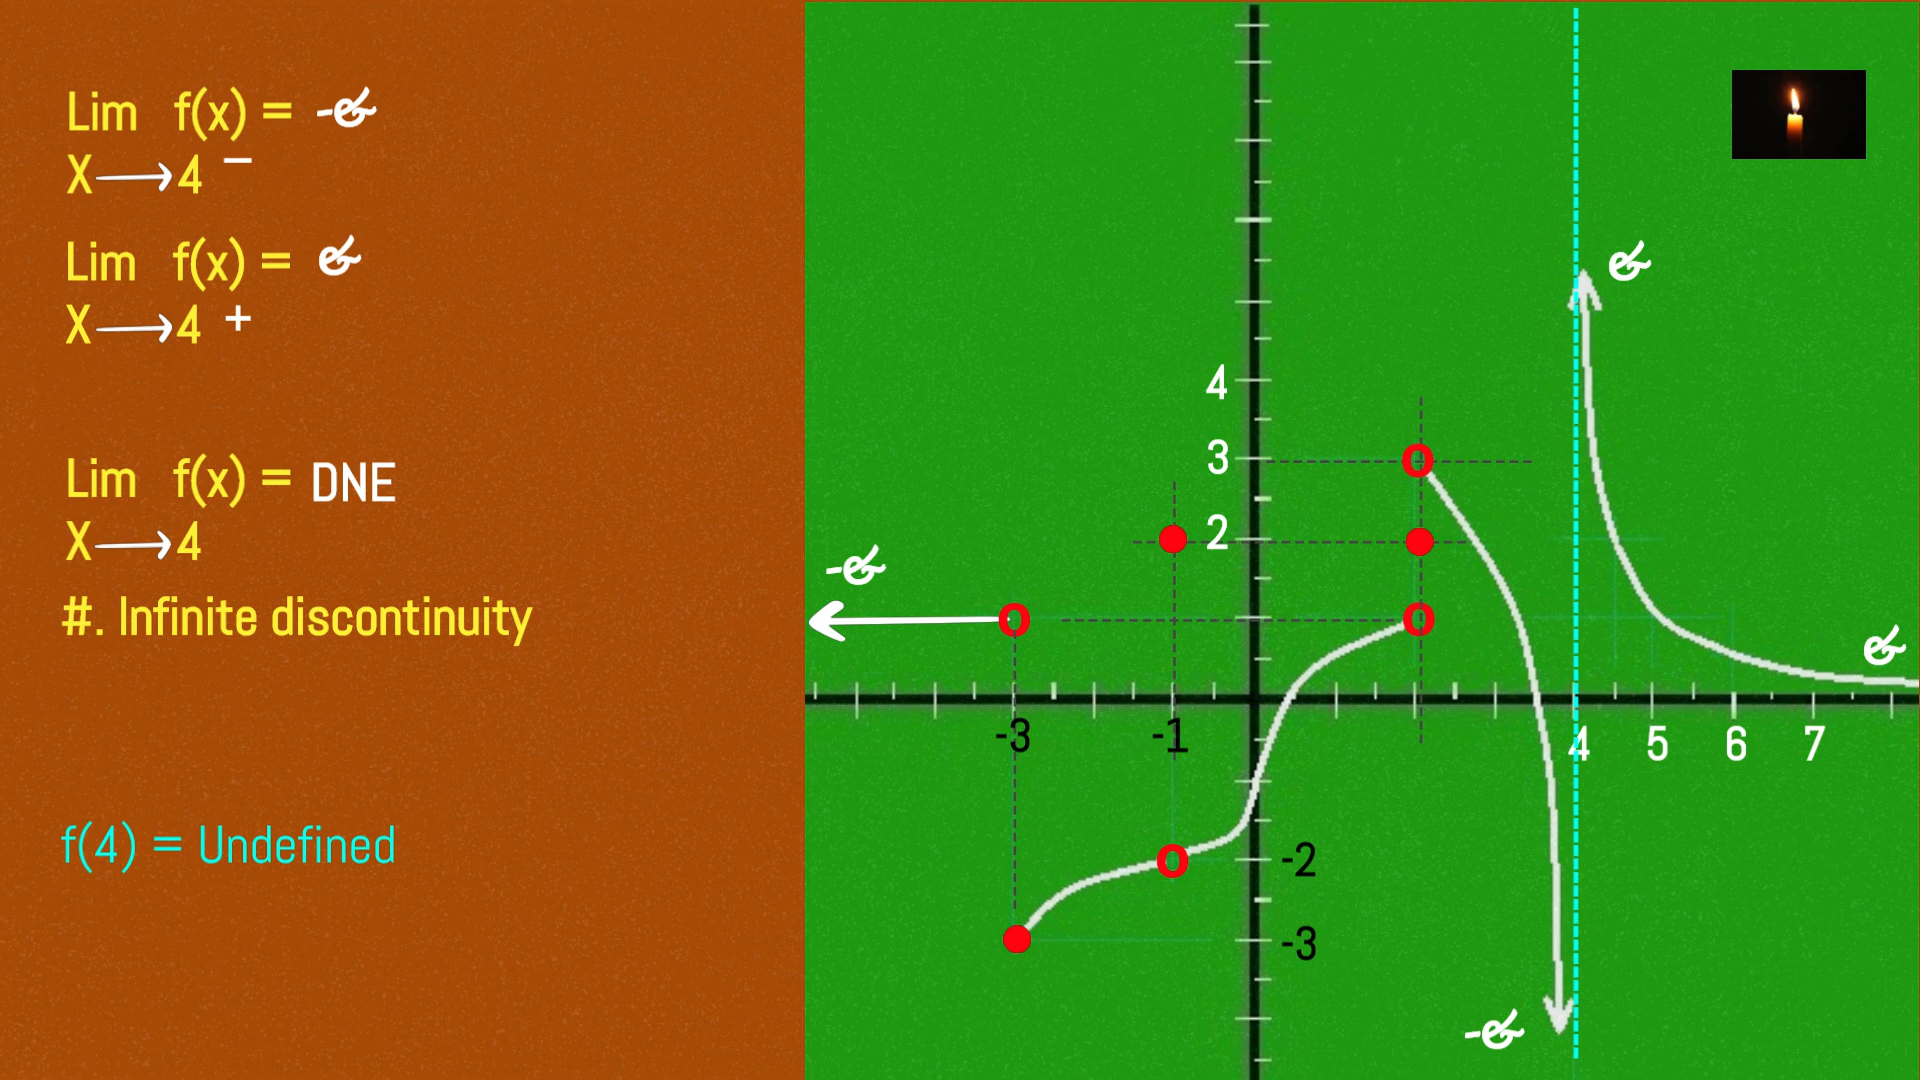 Lim f(x) = -&
X⟶4 −
Lim f(x) = &
X⟶4 +
Lim f(x) = DNE
X⟶4
#. Infinite discontinuity
f(4) = Undefined
&
4
3
2
-&
&
-3 -1 4 5 6 7
-2
-3
-&